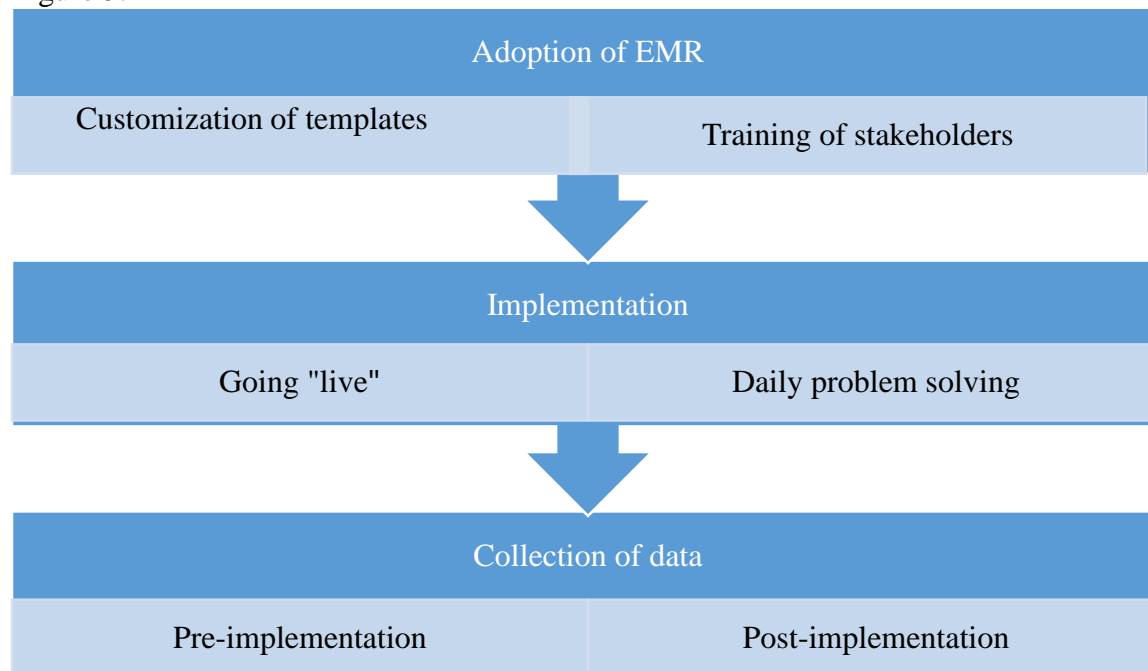 Adoption of EMR
Customization of templates
Training of stakeholders
Implementation
Going "live"
Daily problem solving
Collection of data
Pre-implementation
Post-implementation